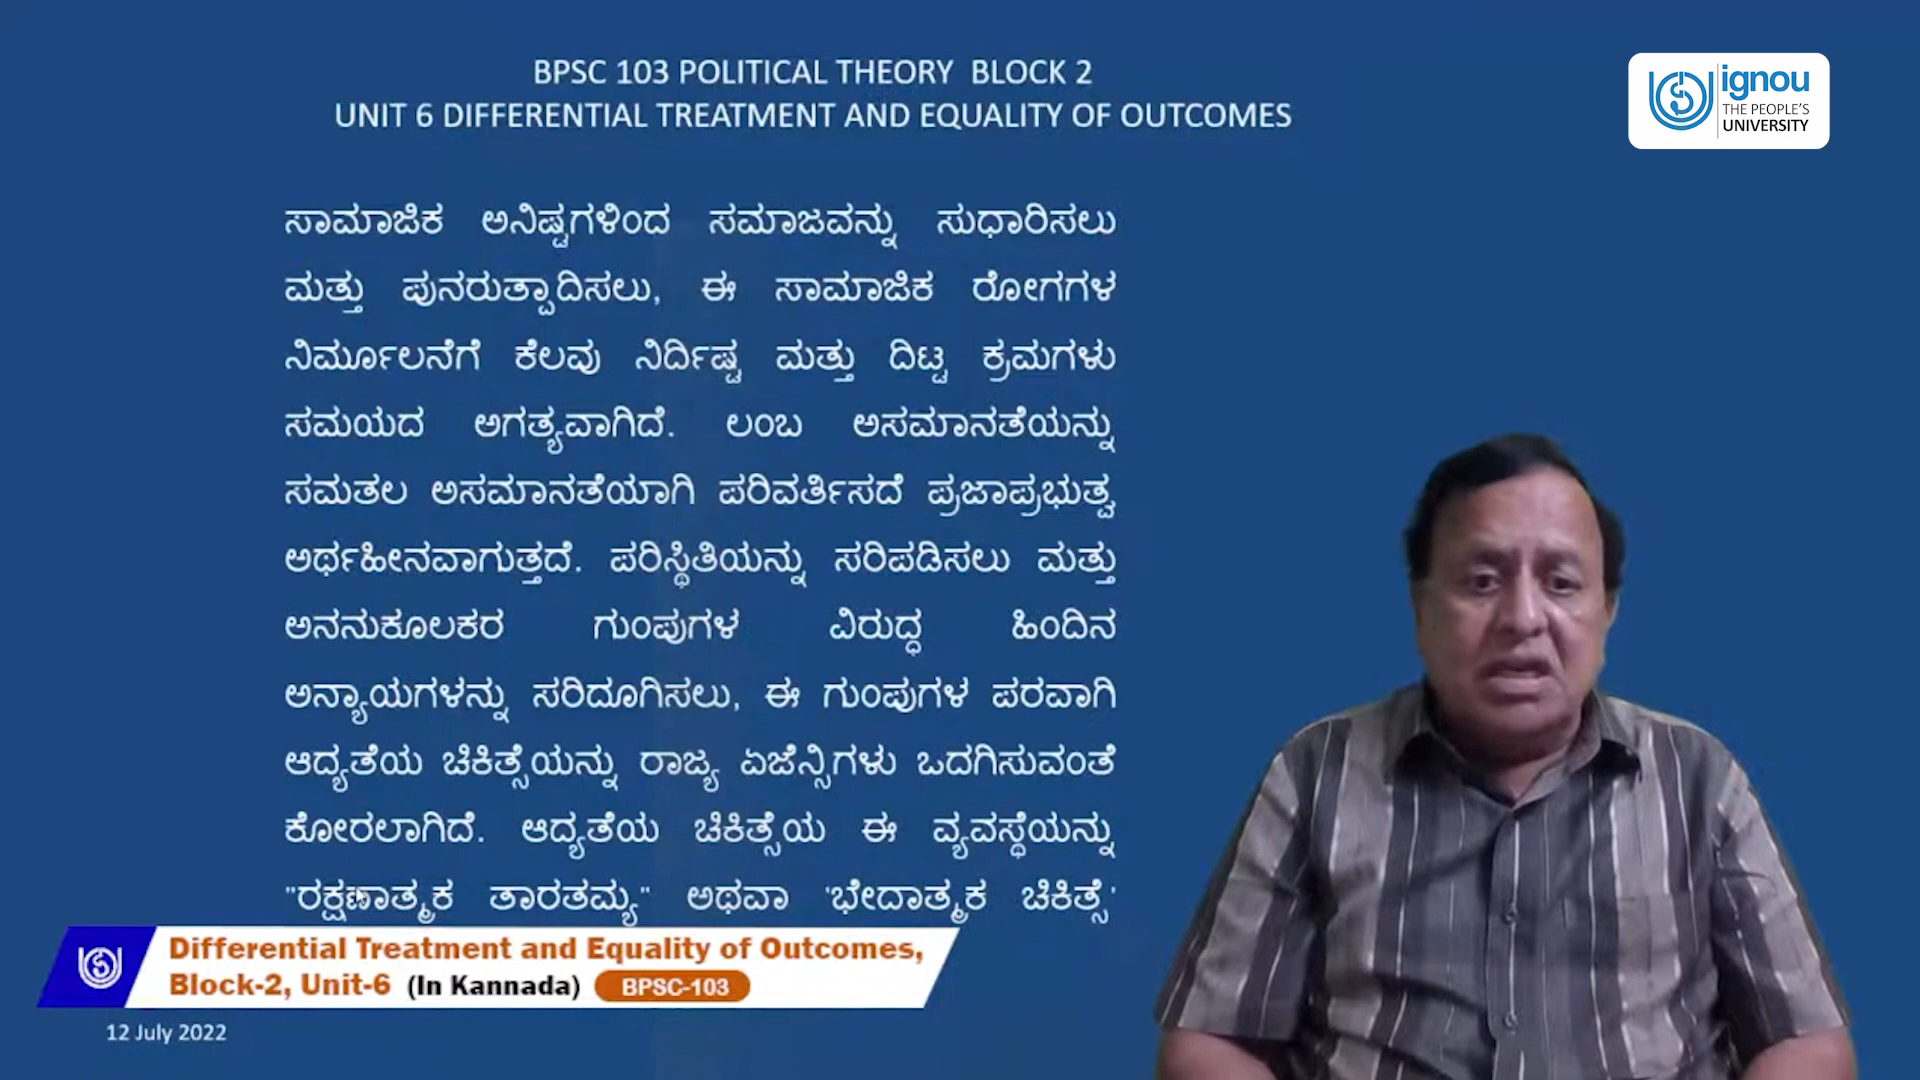 BPSC 103 POLITICAL THEORY BLOCK 2
UNIT 6 DIFFERENTIAL TREATMENT AND EQUALITY OF OUTCOMES
ignou
THE PEOPLE'S
UNIVERSITY
ಸಾಮಾಜಿಕ ಅನಿಷ್ಟಗಳಿಂದ ಸಮಾಜವನ್ನು ಸುಧಾರಿಸಲು
ಮತ್ತು ಪುನರುತ್ಪಾದಿಸಲು, ಈ ಸಾಮಾಜಿಕ ರೋಗಗಳ
ನಿರ್ಮೂಲನೆಗೆ ಕೆಲವು ನಿರ್ದಿಷ್ಟ ಮತ್ತು ದಿಟ್ಟ ಕ್ರಮಗಳು
ಸಮಯದ ಅಗತ್ಯವಾಗಿದೆ. ಲಂಬ ಅಸಮಾನತೆಯನ್ನು
ಸಮತಲ ಅಸಮಾನತೆಯಾಗಿ ಪರಿವರ್ತಿಸದೆ ಪ್ರಜಾಪ್ರಭುತ್ವ
ಅರ್ಥಹೀನವಾಗುತ್ತದೆ. ಪರಿಸ್ಥಿತಿಯನ್ನು ಸರಿಪಡಿಸಲು ಮತ್ತು
ಅನನುಕೂಲಕರ ಗುಂಪುಗಳ ವಿರುದ್ಧ ಹಿಂದಿನ
ಅನ್ಯಾಯಗಳನ್ನು ಸರಿದೂಗಿಸಲು, ಈ ಗುಂಪುಗಳ ಪರವಾಗಿ
ಆದ್ಯತೆಯ ಚಿಕಿತ್ಸೆಯನ್ನು ರಾಜ್ಯ ಏಜೆನ್ಸಿಗಳು ಒದಗಿಸುವಂತೆ
ಕೋರಲಾಗಿದೆ. ಆದ್ಯತೆಯ ಚಿಕಿತ್ಸೆಯ ಈ ವ್ಯವಸ್ಥೆಯನ್ನು
"ರಕ್ಷಣಾತ್ಮಕ ತಾರತಮ್ಯ" ಅಥವಾ 'ಭೇದಾತ್ಮಕ ಚಿಕಿತ್ಸೆ'
Differential Treatment and Equality of Outcomes,
Block-2, Unit-6 (In Kannada) BPSC-103
12 July 2022